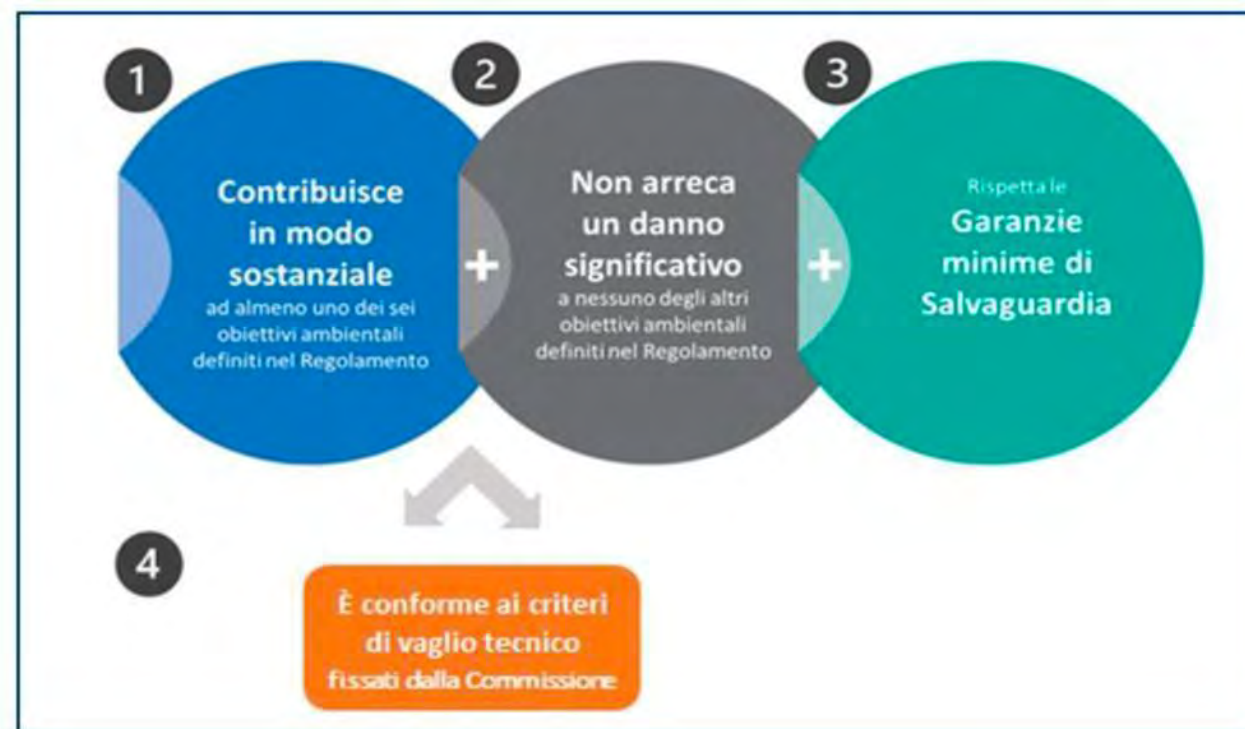 1
Contribuisce
in modo
sostanziale
ad almeno uno dei sei
obiettivi ambientali
definiti nel Regolamento
+
2
Non arreca
un danno
significativo
a nessuno degli altri
obiettivi ambientali
definiti nel Regolamento
+
3
Rispetta le
Garanzie
minime di
Salvaguardia
4
È conforme ai criteri
di vaglio tecnico
fissati dalla Commissione